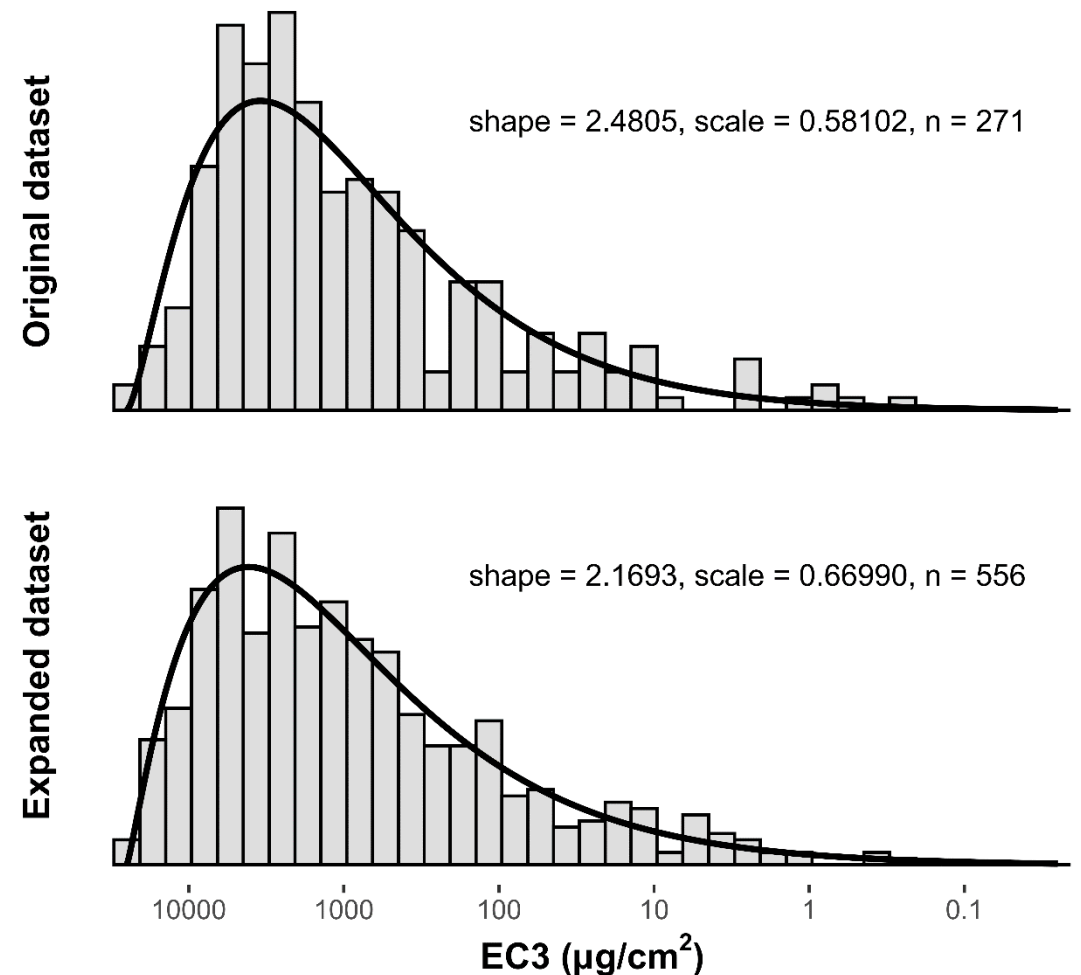 Original dataset
shape = 2.4805, scale = 0.58102, n = 271
Expanded dataset
shape = 2.1693, scale = 0.66990, n = 556
10000 1000 100 10 1 0.1
EC3 (μg/cm²)